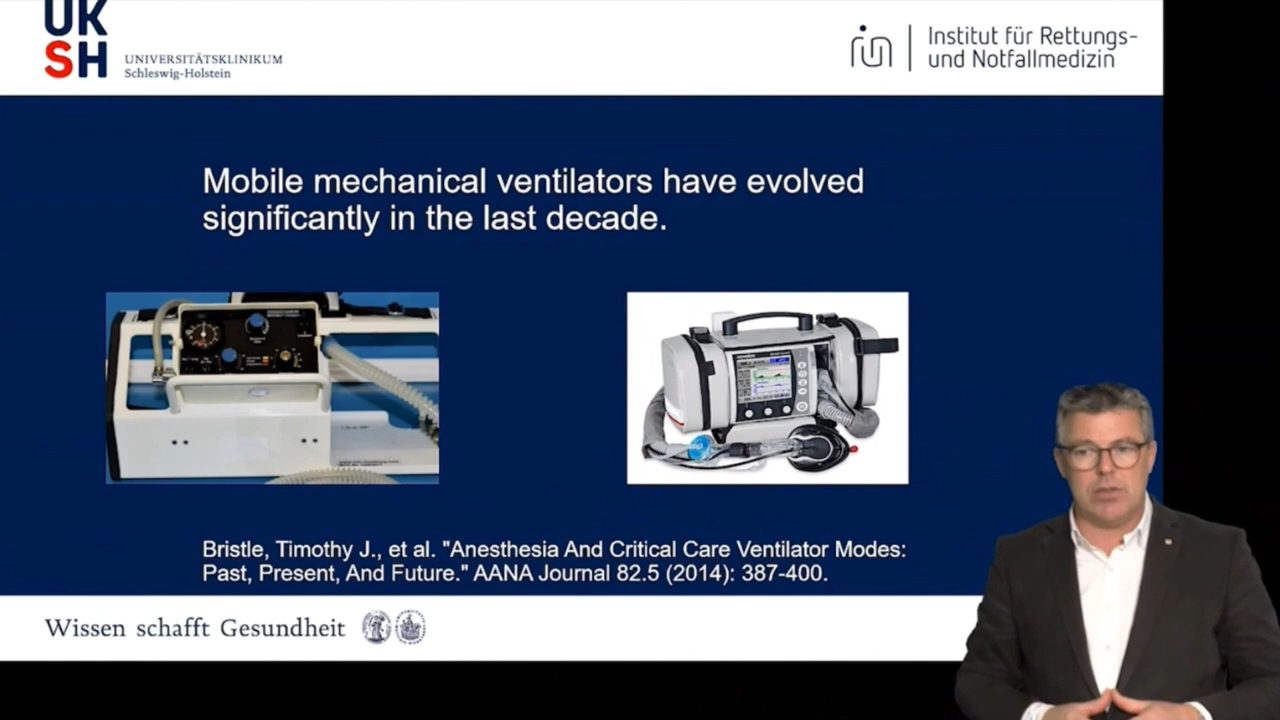 UK
SH
UNIVERSITÄTSKLINIKUM
Schleswig-Holstein
Institut für Rettungs-
und Notfallmedizin
Mobile mechanical ventilators have evolved
significantly in the last decade.
Bristle, Timothy J., et al. "Anesthesia And Critical Care Ventilator Modes:
Past, Present, And Future." AANA Journal 82.5 (2014): 387-400.
Wissen schafft Gesundheit